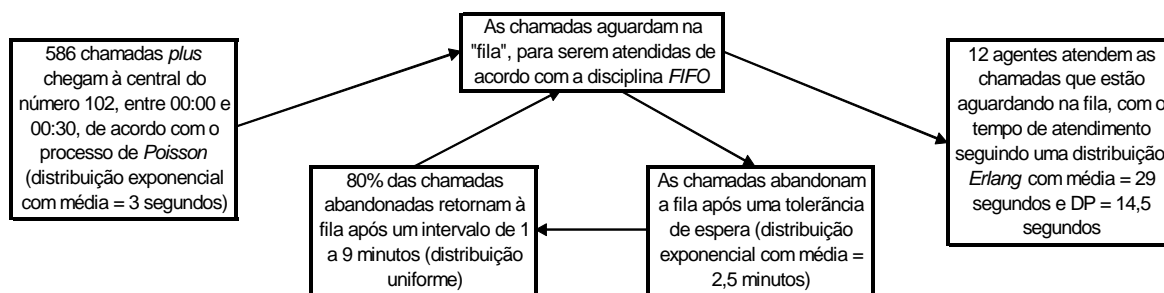 586 chamadas plus
chegam à central do
número 102, entre 00:00 e
00:30, de acordo com o
processo de Poisson
(distribuição exponencial
com média = 3 segundos)
As chamadas aguardam na
"fila", para serem atendidas de
acordo com a disciplina FIFO
12 agentes atendem as
chamadas que estão
aguardando na fila, com o
tempo de atendimento
seguindo uma distribuição
Erlang com média = 29
segundos e DP = 14,5
segundos
80% das chamadas
abandonadas retornam à
fila após um intervalo de 1
a 9 minutos (distribuição
uniforme)
As chamadas abandonam
a fila após uma tolerância
de espera (distribuição
exponencial com média =
2,5 minutos)